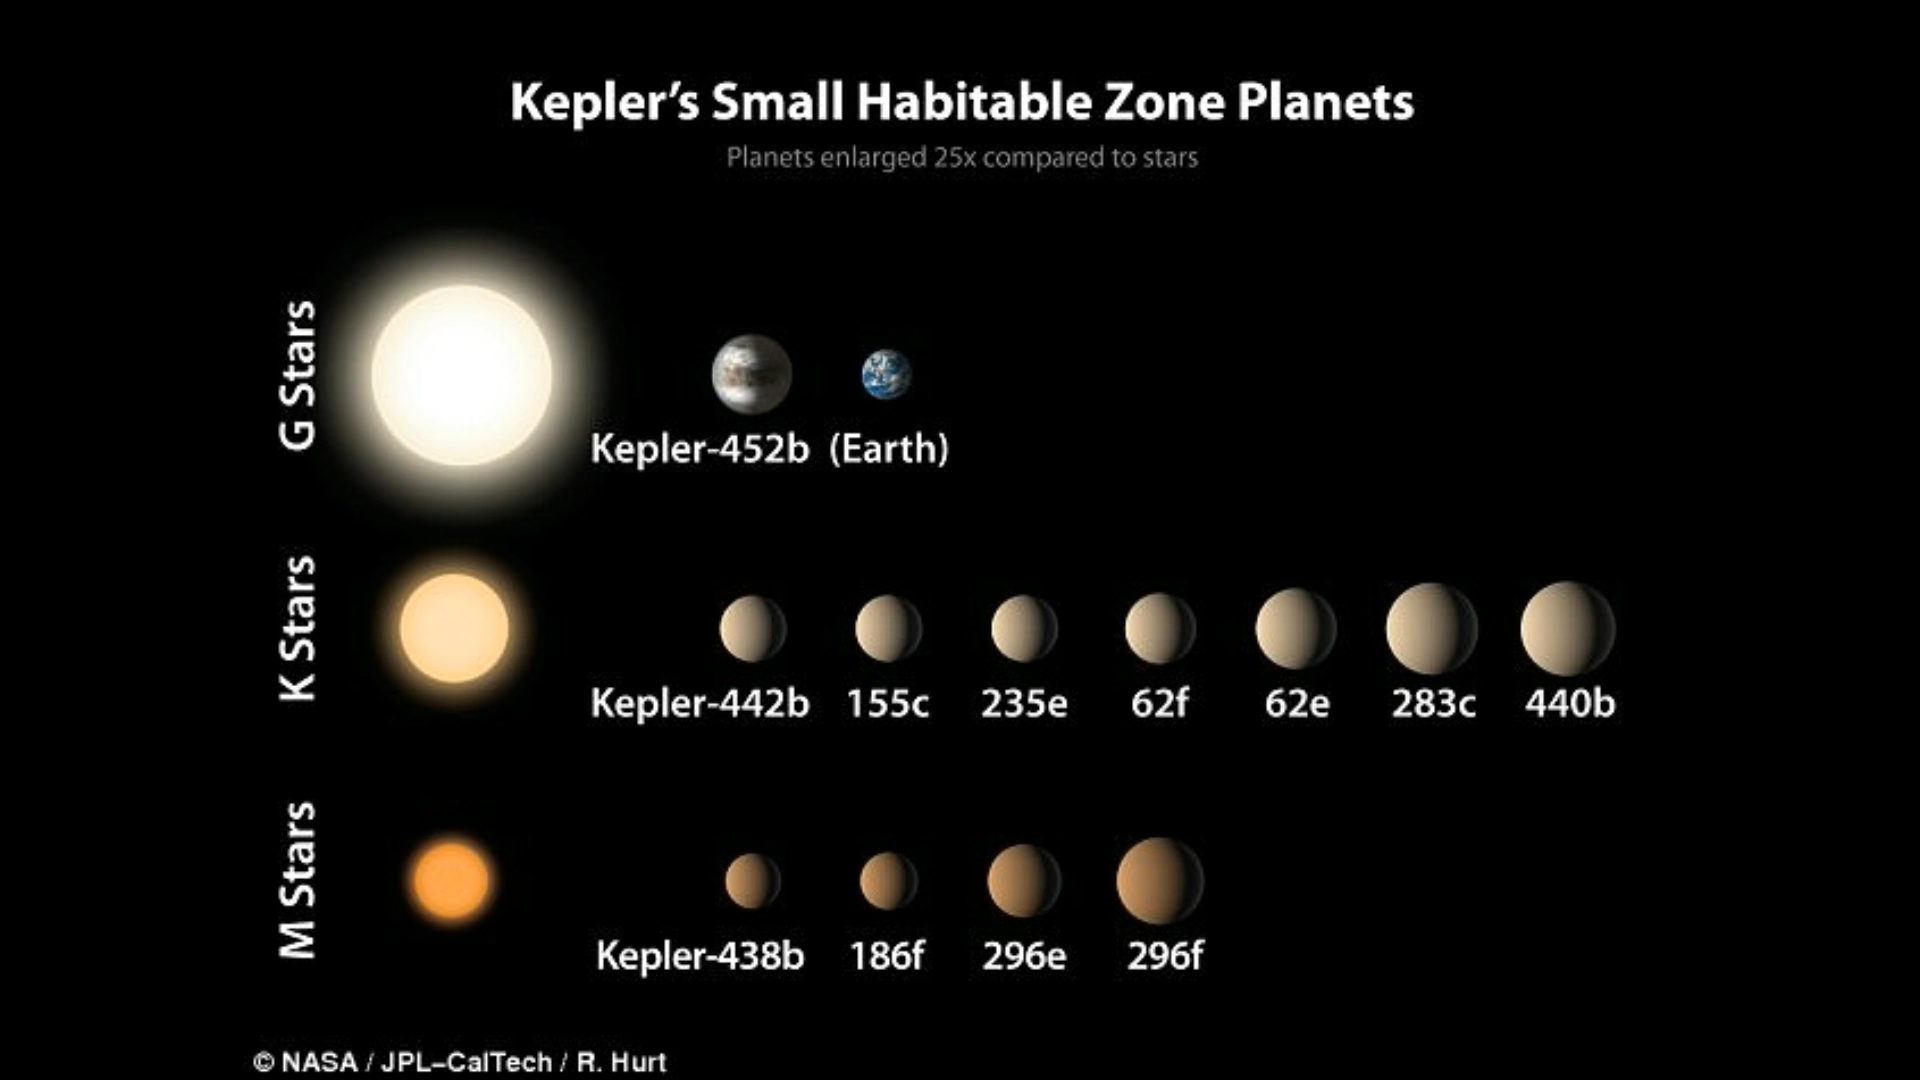 Kepler's Small Habitable Zone Planets
Planets enlarged 25x compared to stars
G Stars
Kepler-452b (Earth)
K Stars
Kepler-442b 155c 235e 62f 62e 283c 440b
M Stars
Kepler-438b 186f 296e 296f
© NASA / JPL–CalTech / R. Hurt